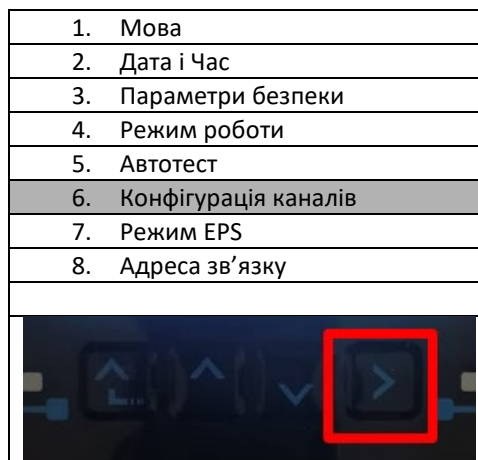 1. Мова
2. Дата і Час
3. Параметри безпеки
4. Режим роботи
5. Автотест
6. Конфігурація каналів
7. Режим EPS
8. Адреса зв’язку